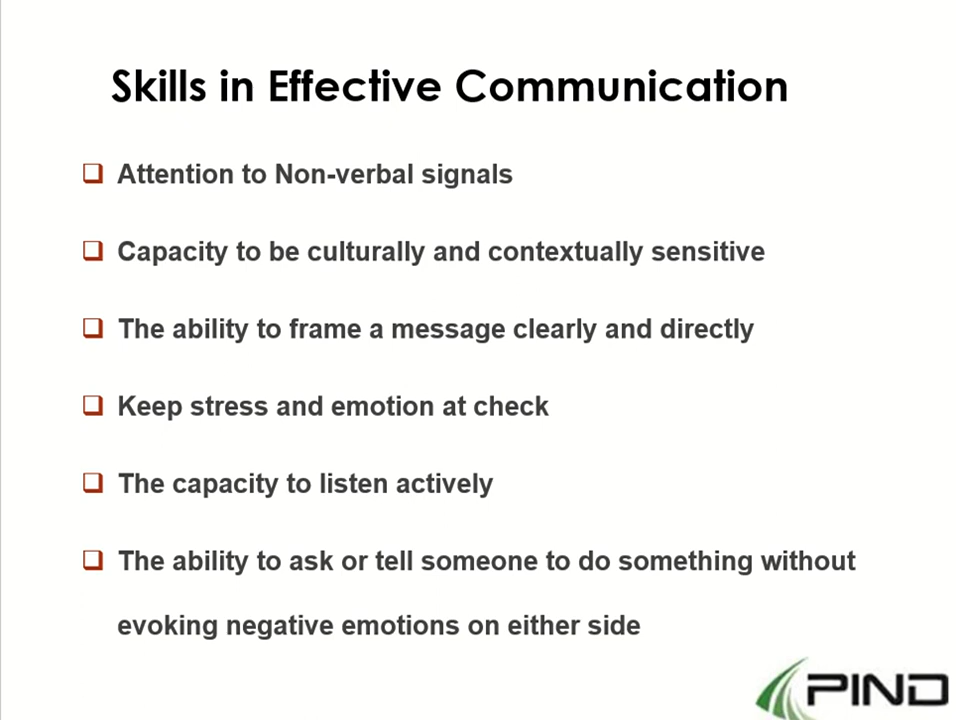 Skills in Effective Communication
Attention to Non-verbal signals
Capacity to be culturally and contextually sensitive
The ability to frame a message clearly and directly
Keep stress and emotion at check
The capacity to listen actively
The ability to ask or tell someone to do something without
evoking negative emotions on either side
PIND